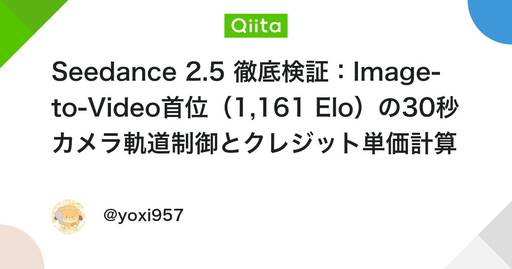 Qiita
Seedance 2.5 徹底検証：Image-
to-Video首位（1,161 Elo）の30秒
カメラ軌道制御とクレジット単価計算
@yoxi957